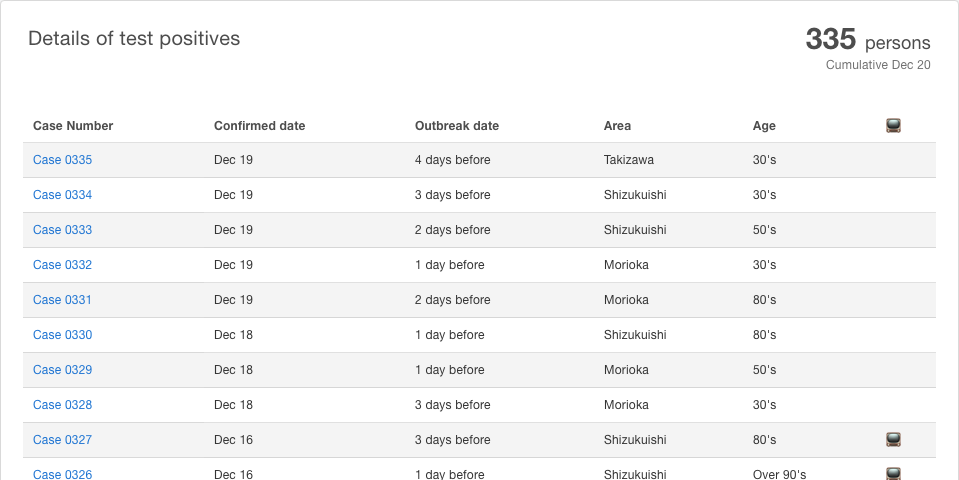 Details of test positives
335 persons
Cumulative Dec 20
Case Number Confirmed date Outbreak date Area Age
Case 0335 Dec 19 4 days before Takizawa 30's
Case 0334 Dec 19 3 days before Shizukuishi 30's
Case 0333 Dec 19 2 days before Shizukuishi 50's
Case 0332 Dec 19 1 day before Morioka 30's
Case 0331 Dec 19 2 days before Morioka 80's
Case 0330 Dec 18 1 day before Shizukuishi 80's
Case 0329 Dec 18 1 day before Morioka 50's
Case 0328 Dec 18 3 days before Morioka 30's
Case 0327 Dec 16 3 days before Shizukuishi 80's
Case 0326 Dec 16 1 day before Shizukuishi Over 90's